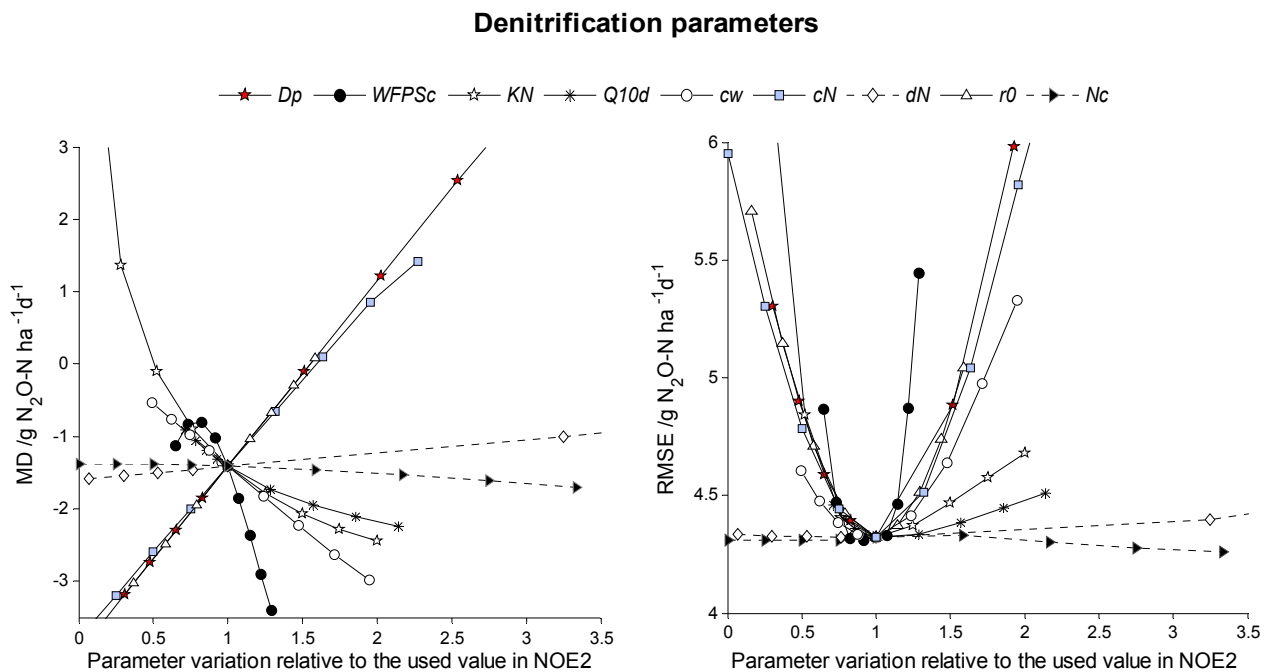 Denitrification parameters
Dp WFPSc KN Q10d cw cN dN r0 Nc
MD /g N₂O-N ha⁻¹d⁻¹
3
2
1
0
-1
-2
-3
0 0.5 1 1.5 2 2.5 3 3.5
Parameter variation relative to the used value in NOE2
RMSE /g N₂O-N ha⁻¹d⁻¹
6
5.5
5
4.5
4
0 0.5 1 1.5 2 2.5 3 3.5
Parameter variation relative to the used value in NOE2